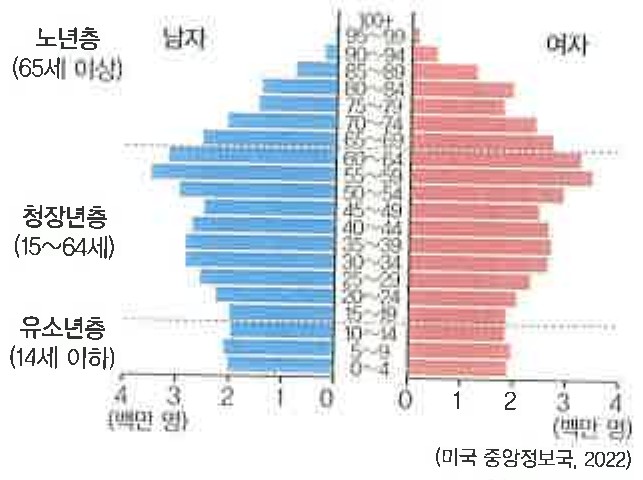 노년층
(65세 이상)
남자
여자
청장년층
(15~64세)
유소년층
(14세 이하)
100+
95~99
90~94
85~89
80~84
75~79
70~74
65~69
60~64
55~59
50~54
45~49
40~44
35~39
30~34
25~29
20~24
15~19
10~14
5~9
0~4
4 3 2 1 0
(백만 명)
0 1 2 3 4
(백만 명)
(미국 중앙정보국, 2022)